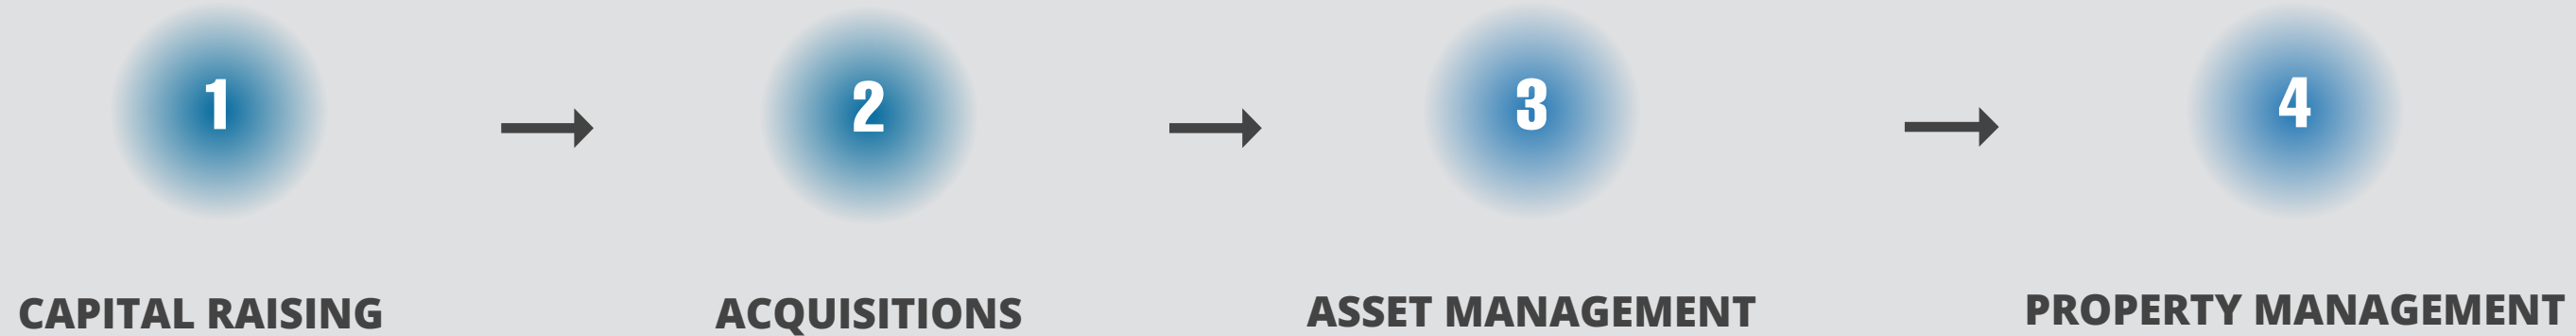 1
2
3
4
CAPITAL RAISING
ACQUISITIONS
ASSET MANAGEMENT
PROPERTY MANAGEMENT